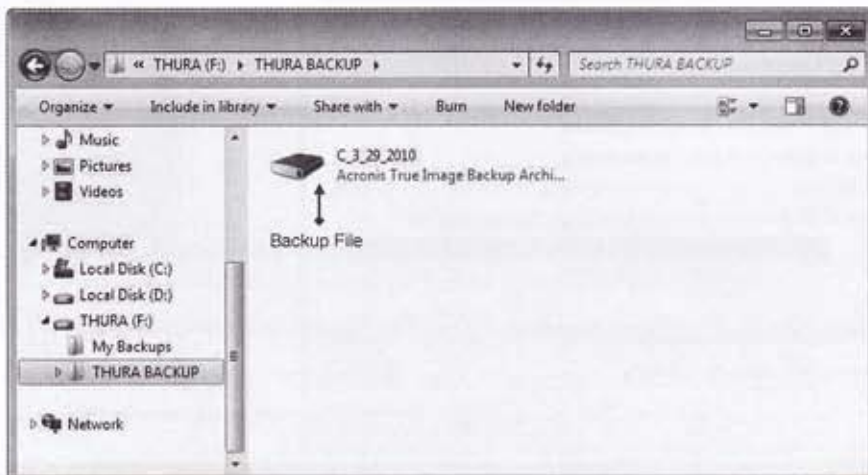 « THURA (F:) THURA BACKUP
Search THURA BACKUP
Organize Include in library Share with Burn New folder
Music
Pictures
Videos
Computer
Local Disk (C:)
Local Disk (D:)
THURA (F:)
My Backups
THURA BACKUP
Network
C_3_29_2010
Acronis True Image Backup Archi...
Backup File